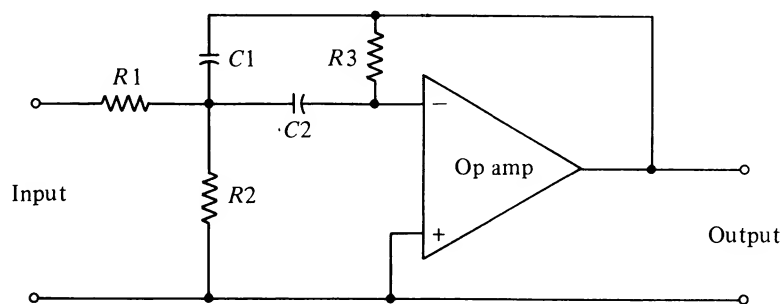 C1
R3
R1
C2
−
Op amp
Input
R2
+
Output